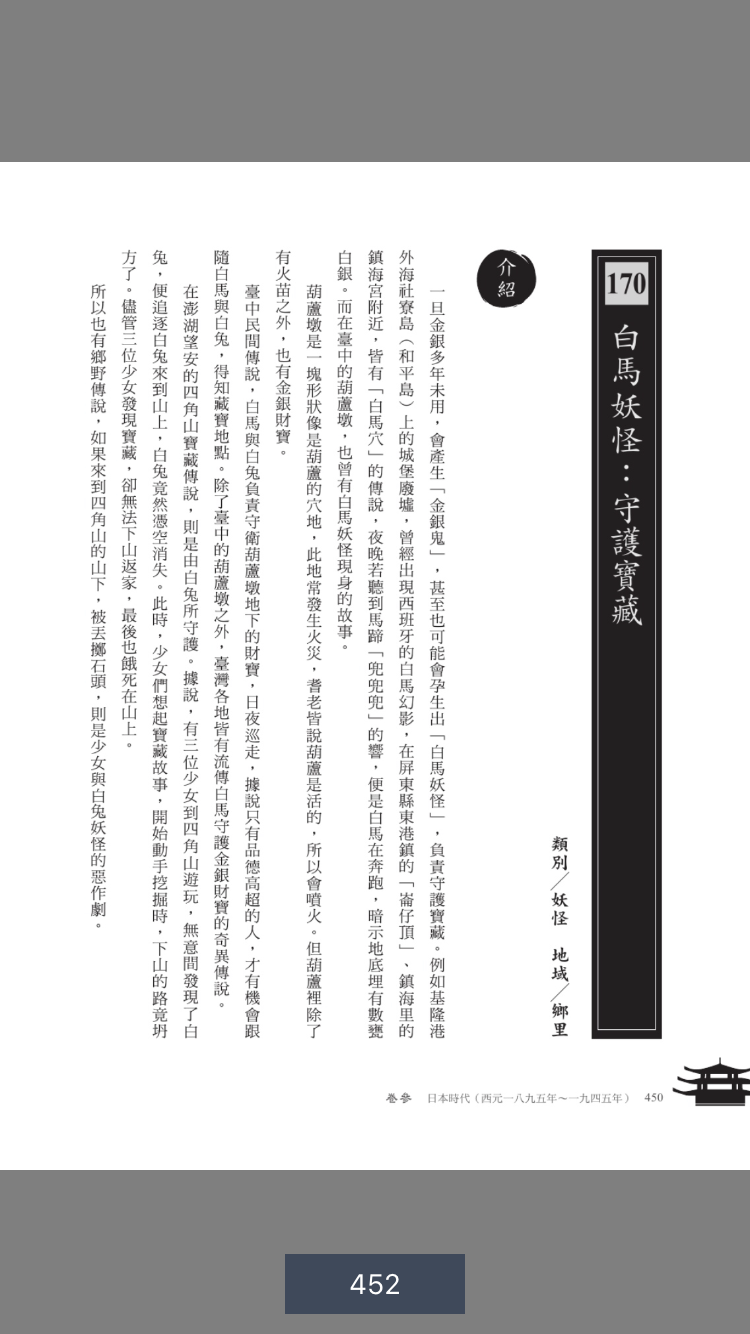 170
白馬妖怪：守護寶藏
類別／妖怪　地域／鄉里
介紹
一旦金銀多年未用，會產生「金銀鬼」，甚至也可能會孕生出「白馬妖怪」，負責守護寶藏。例如基隆港
外海社寮島（和平島）上的城堡廢墟，曾經出現西班牙的白馬幻影，在屏東縣東港鎮的「崙仔頂」、鎮海里的
鎮海宮附近，皆有「白馬穴」的傳說，夜晚若聽到馬蹄「兜兜兜」的響，便是白馬在奔跑，暗示地底埋有數甕
白銀。而在臺中的葫蘆墩，也曾有白馬妖怪現身的故事。
葫蘆墩是一塊形狀像是葫蘆的穴地，此地常發生火災，耆老皆說葫蘆是活的，所以會噴火。但葫蘆裡除了
有火苗之外，也有金銀財寶。
臺中民間傳說，白馬與白兔負責守衛葫蘆墩地下的財寶，日夜巡走，據說只有品德高超的人，才有機會跟
隨白馬與白兔，得知藏寶地點。除了臺中的葫蘆墩之外，臺灣各地皆有流傳白馬守護金銀財寶的奇異傳說。
在澎湖望安的四角山寶藏傳說，則是由白兔所守護。據說，有三位少女到四角山遊玩，無意間發現了白
兔，便追逐白兔來到山上，白兔竟然憑空消失。此時，少女們想起寶藏故事，開始動手挖掘時，下山的路竟坍
方了。儘管三位少女發現寶藏，卻無法下山返家，最後也餓死在山上。
所以也有鄉野傳說，如果來到四角山的山下，被丟擲石頭，則是少女與白兔妖怪的惡作劇。
卷參　日本時代（西元一八九五年～一九四五年）　450
452